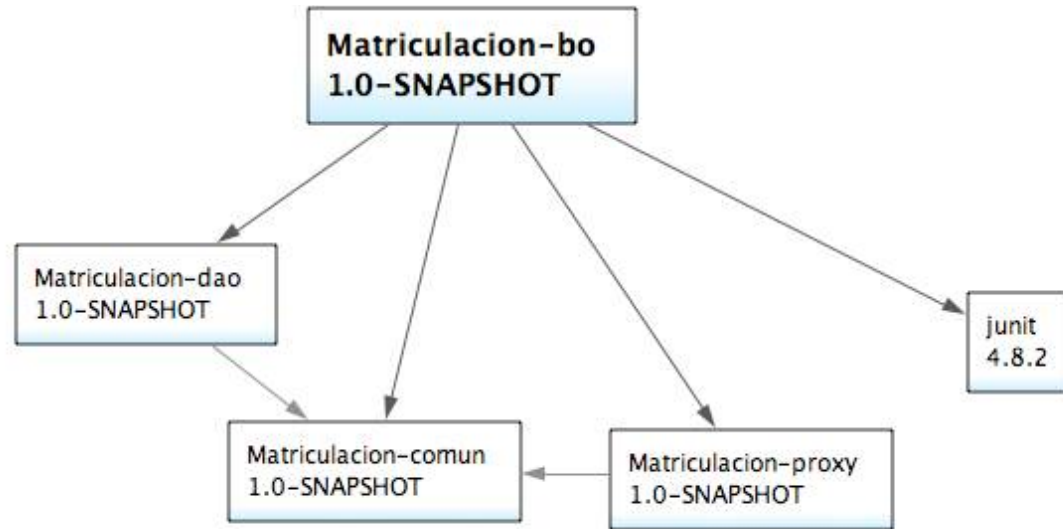 Matriculacion-bo
1.0-SNAPSHOT
Matriculacion-dao
1.0-SNAPSHOT
junit
4.8.2
Matriculacion-comun
1.0-SNAPSHOT
Matriculacion-proxy
1.0-SNAPSHOT